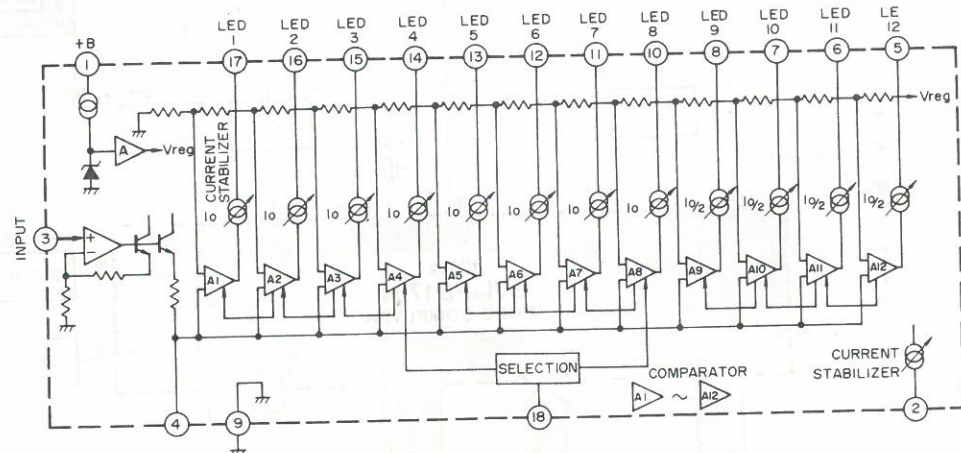 +B
1
LED 1
17
LED 2
16
LED 3
15
LED 4
14
LED 5
13
LED 6
12
LED 7
11
LED 8
10
LED 9
8
LED 10
7
LED 11
6
LE 12
5
Vreg
A
Vreg
CURRENT
STABILIZER
Io
Io
Io
Io
Io
Io
Io
Io
Io/2
Io/2
Io/2
Io/2
INPUT
3
+
−
A1
A2
A3
A4
A5
A6
A7
A8
A9
A10
A11
A12
SELECTION
COMPARATOR
A1 ~ A12
CURRENT
STABILIZER
4
9
18
2